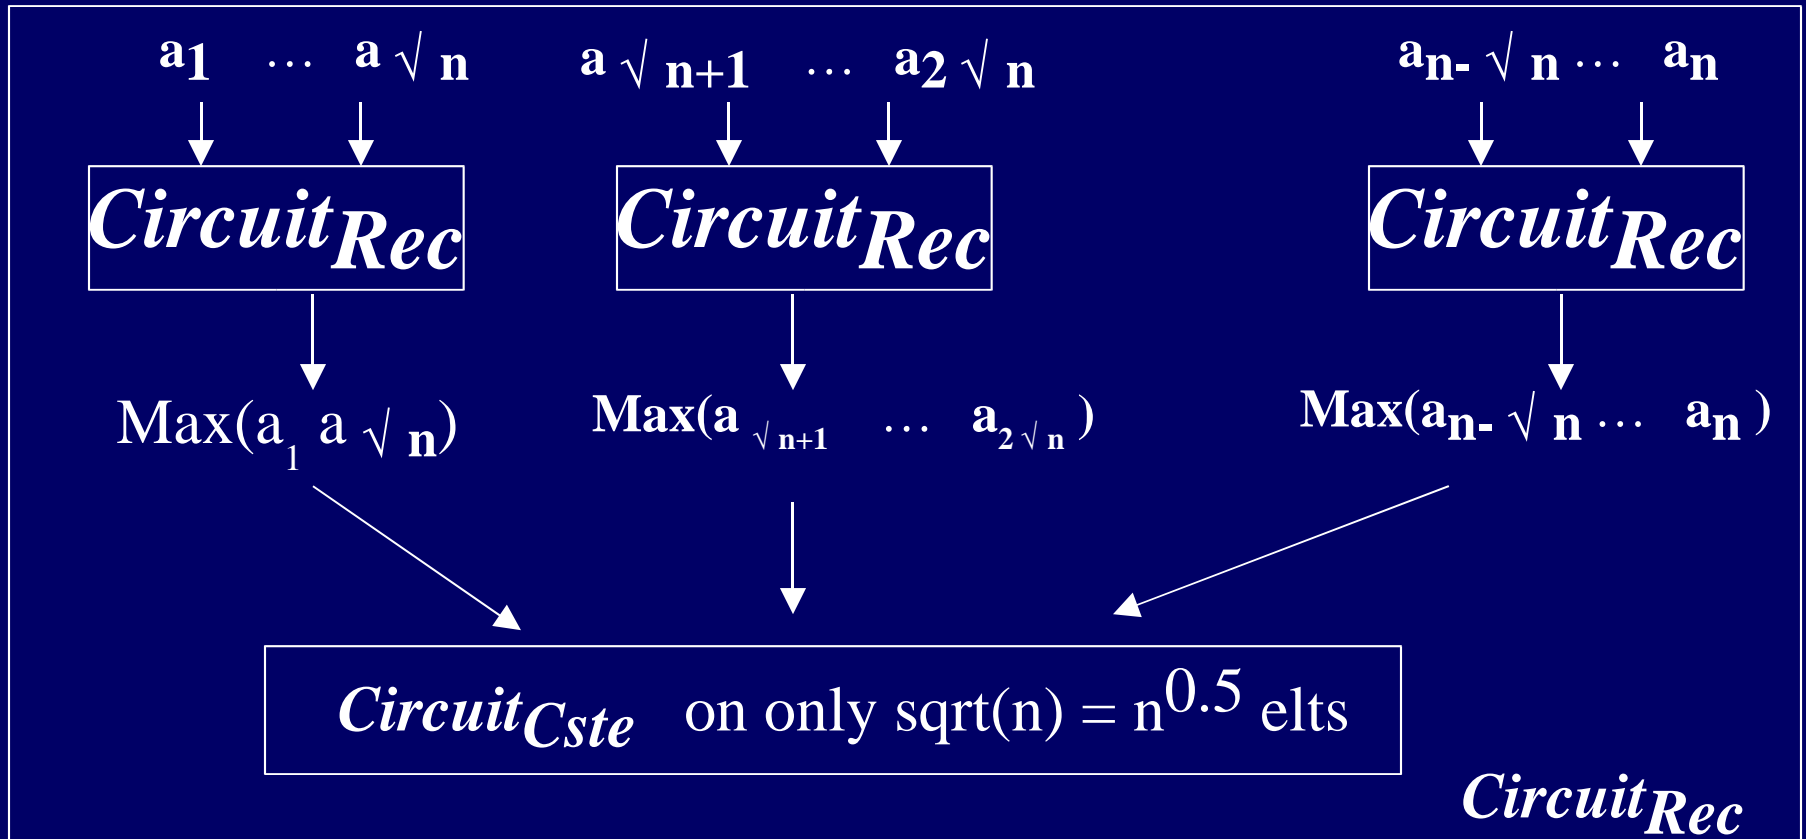 a1 … a √ n a √ n+1 … a2 √ n an- √ n … an
CircuitRec CircuitRec CircuitRec
Max(a1 a √ n) Max(a √ n+1 … a2 √ n ) Max(an- √ n … an )
CircuitCste on only sqrt(n) = n0.5 elts
CircuitRec